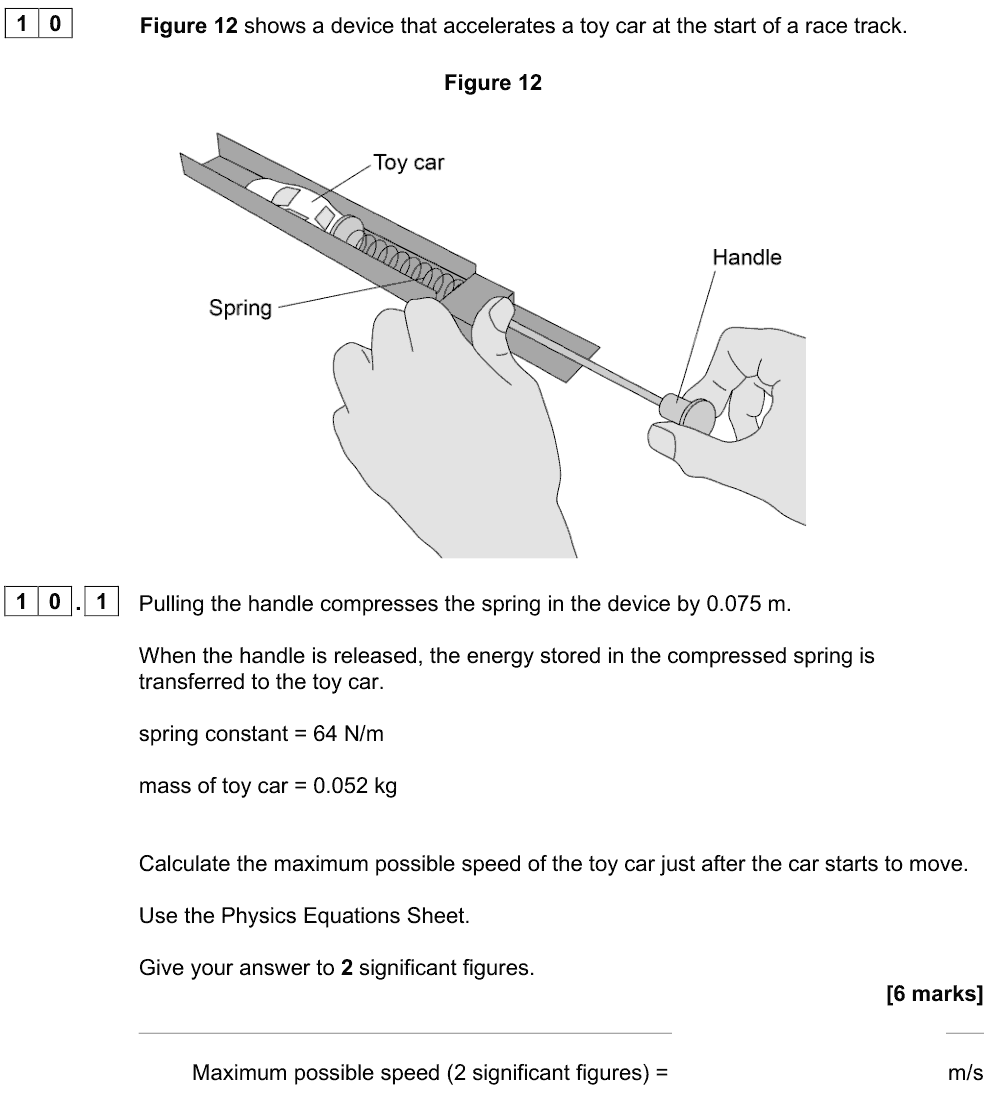 1 0 Figure 12 shows a device that accelerates a toy car at the start of a race track.
Figure 12
Toy car
Handle
Spring
1 0 . 1 Pulling the handle compresses the spring in the device by 0.075 m.
When the handle is released, the energy stored in the compressed spring is
transferred to the toy car.
spring constant = 64 N/m
mass of toy car = 0.052 kg
Calculate the maximum possible speed of the toy car just after the car starts to move.
Use the Physics Equations Sheet.
Give your answer to 2 significant figures.
[6 marks]
Maximum possible speed (2 significant figures) = m/s